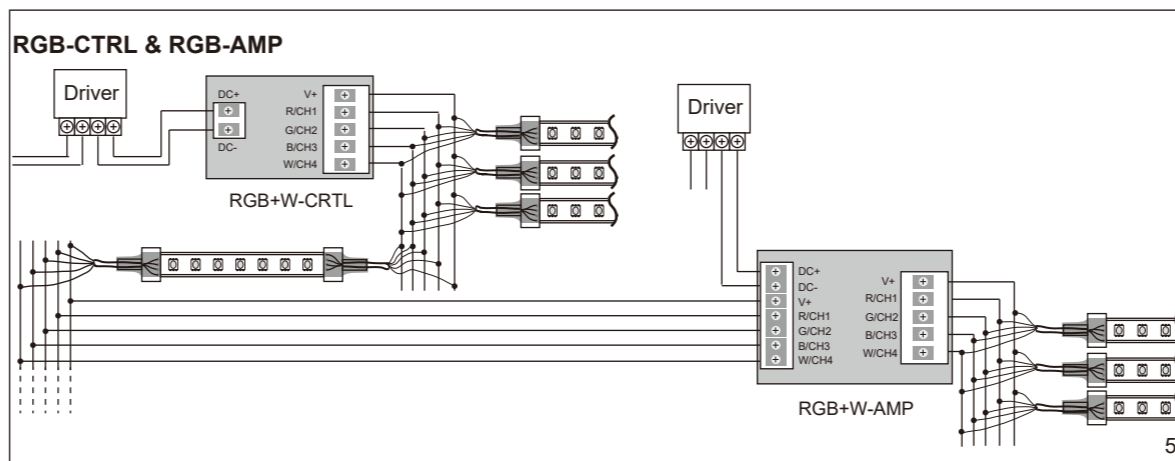 RGB-CTRL & RGB-AMP
Driver
DC+
DC-
V+
R/CH1
G/CH2
B/CH3
W/CH4
RGB+W-CRTL
Driver
DC+
DC-
V+
R/CH1
G/CH2
B/CH3
W/CH4
V+
R/CH1
G/CH2
B/CH3
W/CH4
RGB+W-AMP
5